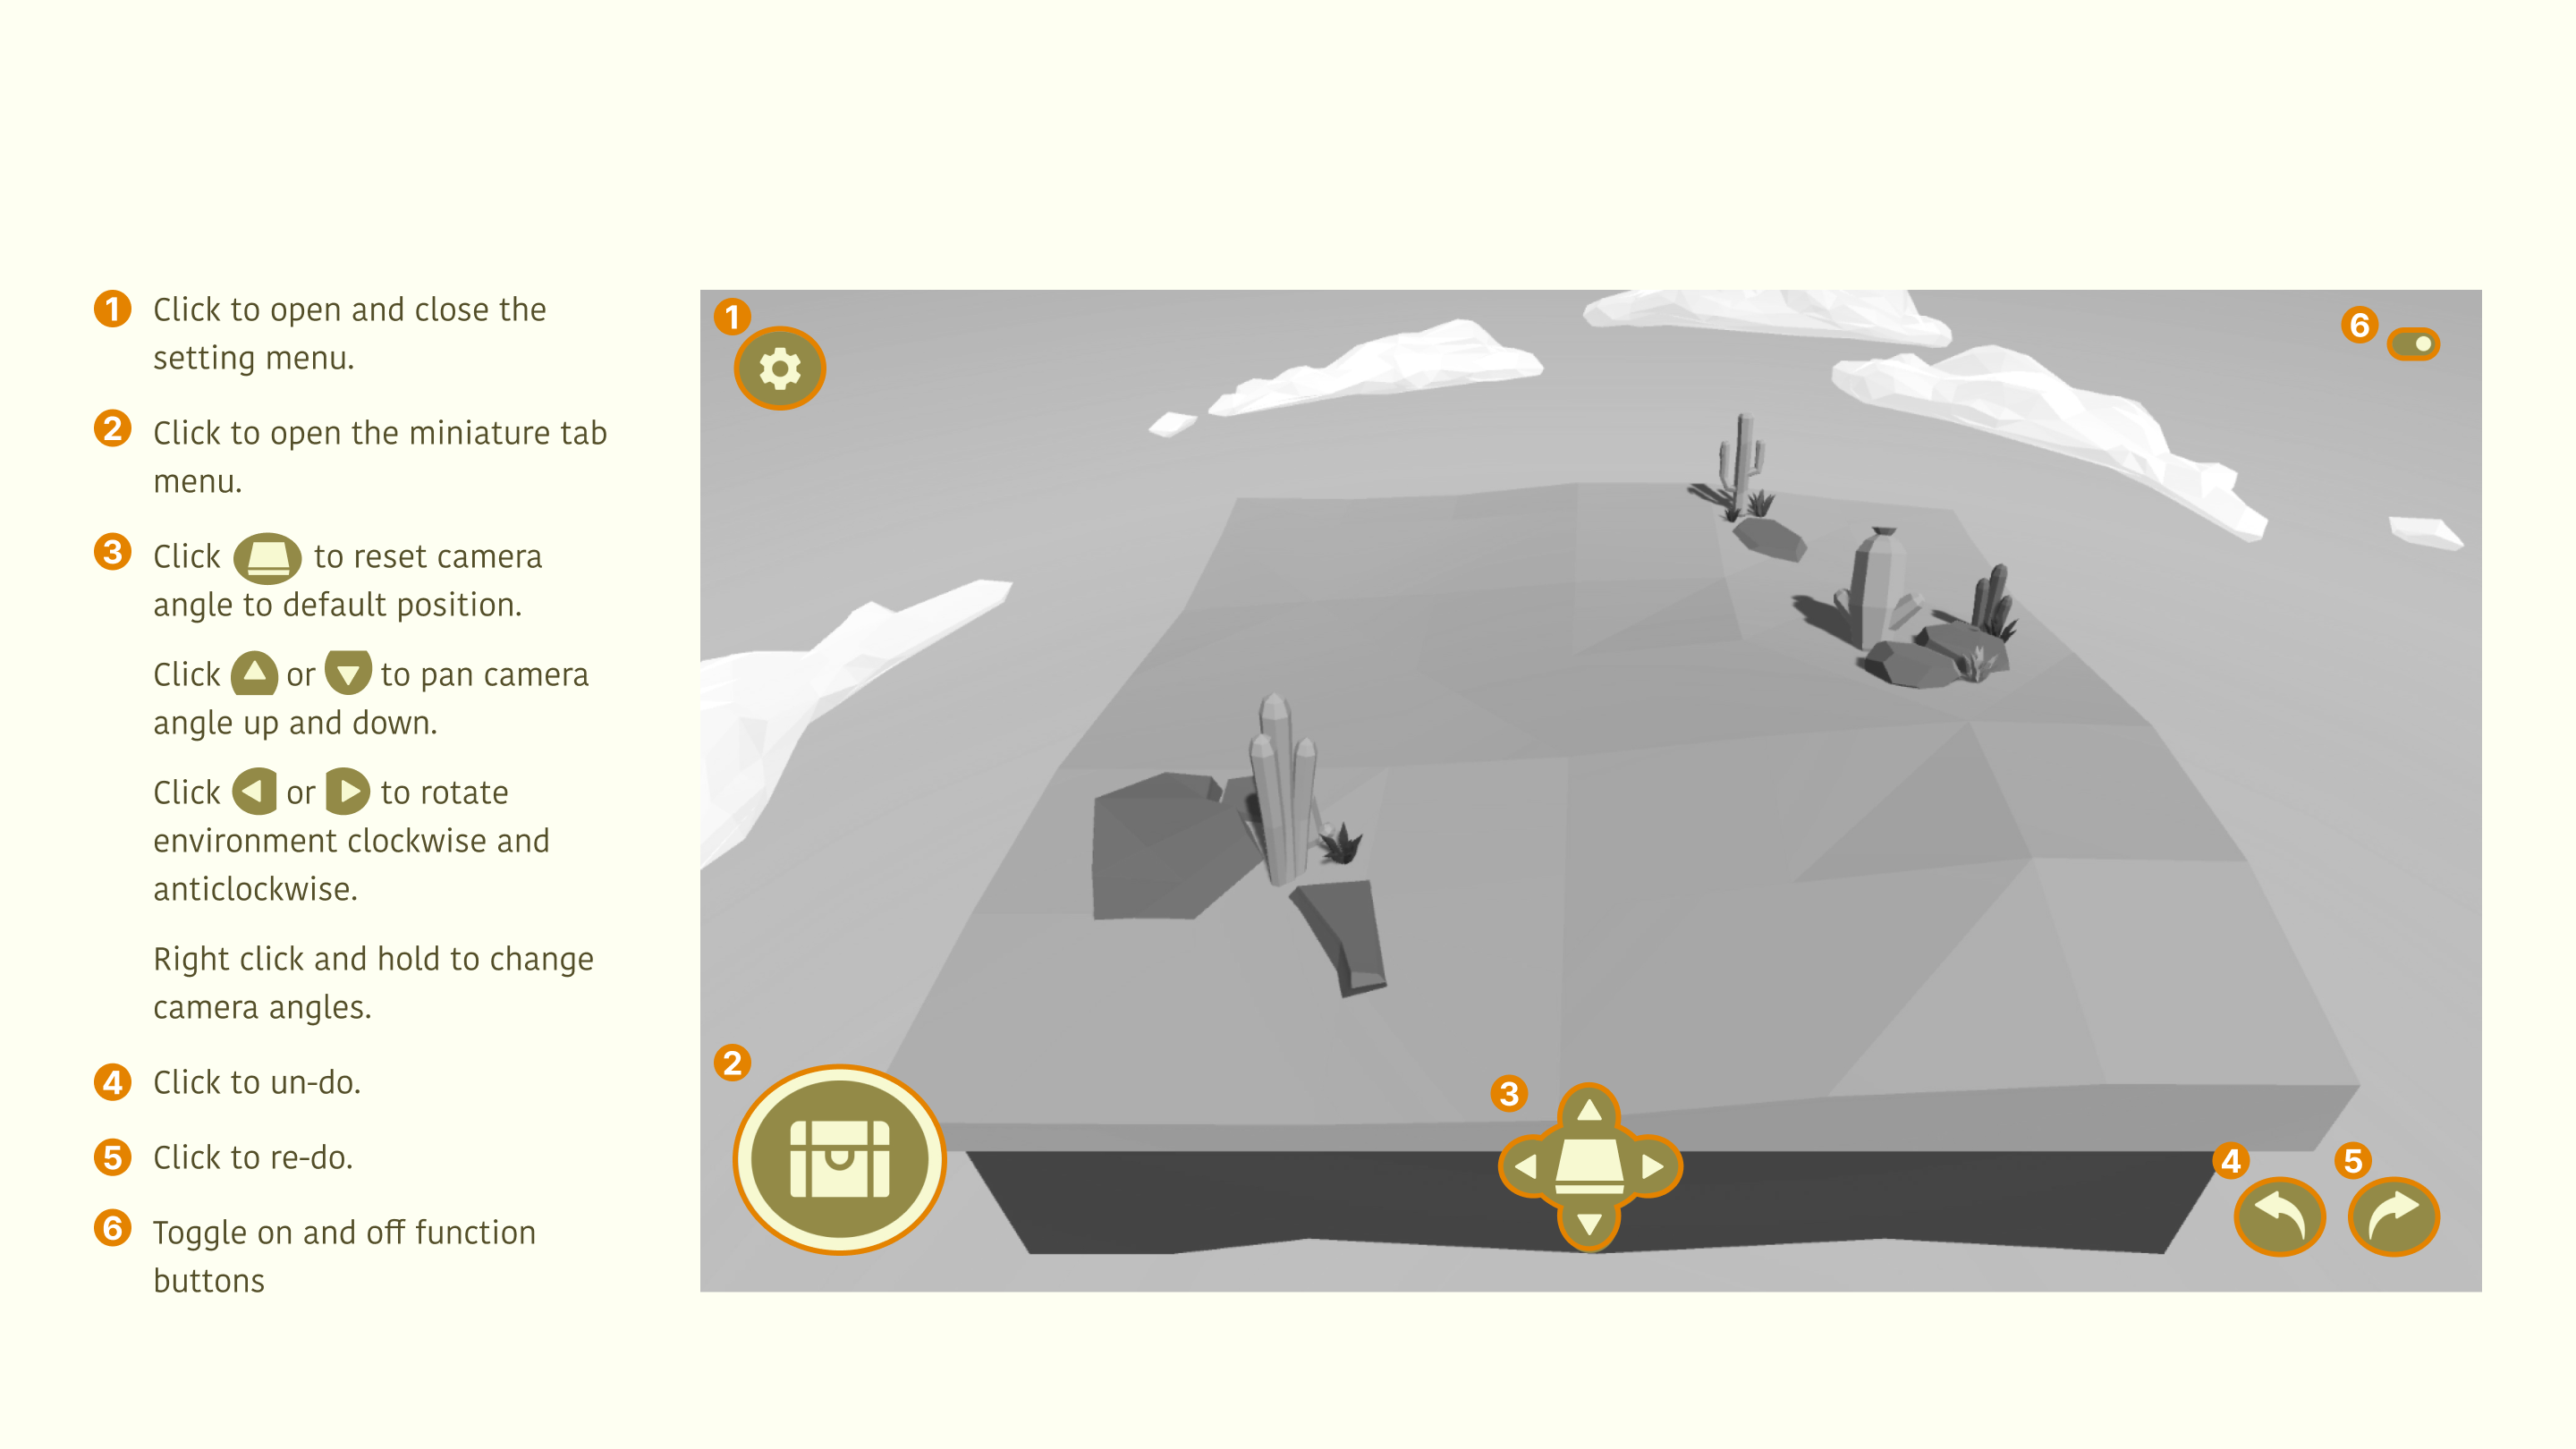 1 Click to open and close the
setting menu.
2 Click to open the miniature tab
menu.
3 Click to reset camera
angle to default position.
Click or to pan camera
angle up and down.
Click or to rotate
environment clockwise and
anticlockwise.
Right click and hold to change
camera angles.
4 Click to un-do.
5 Click to re-do.
6 Toggle on and off function
buttons
1
6
2
3
4
5